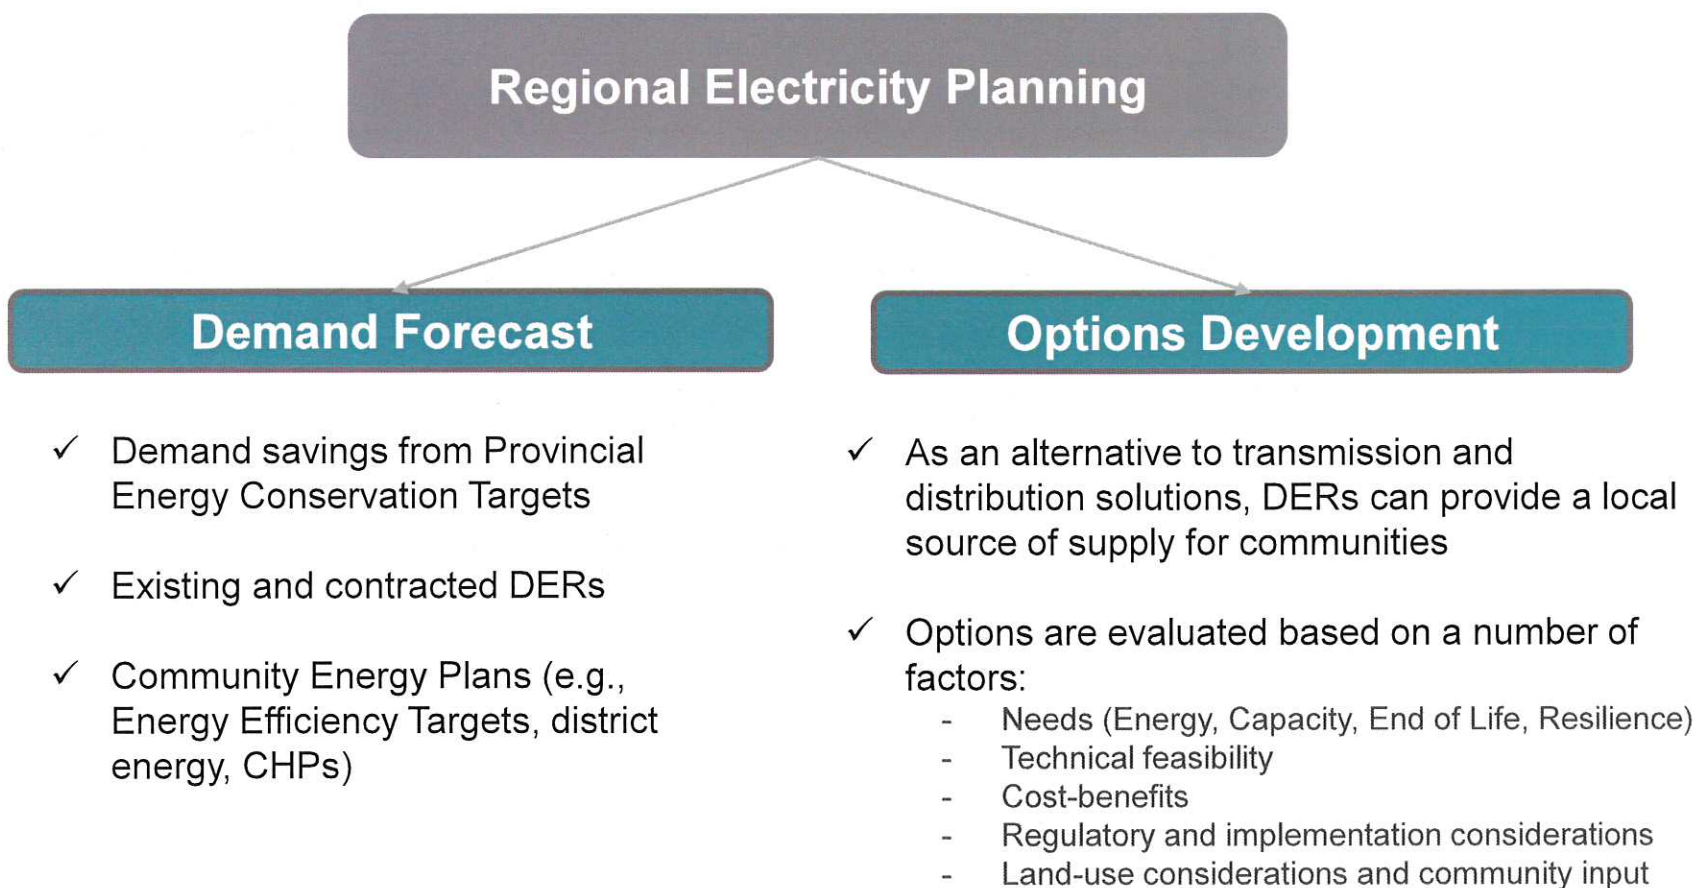 Regional Electricity Planning
Demand Forecast
✓ Demand savings from Provincial
Energy Conservation Targets
✓ Existing and contracted DERs
✓ Community Energy Plans (e.g.,
Energy Efficiency Targets, district
energy, CHPs)
Options Development
✓ As an alternative to transmission and
distribution solutions, DERs can provide a local
source of supply for communities
✓ Options are evaluated based on a number of
factors:
- Needs (Energy, Capacity, End of Life, Resilience)
- Technical feasibility
- Cost-benefits
- Regulatory and implementation considerations
- Land-use considerations and community input